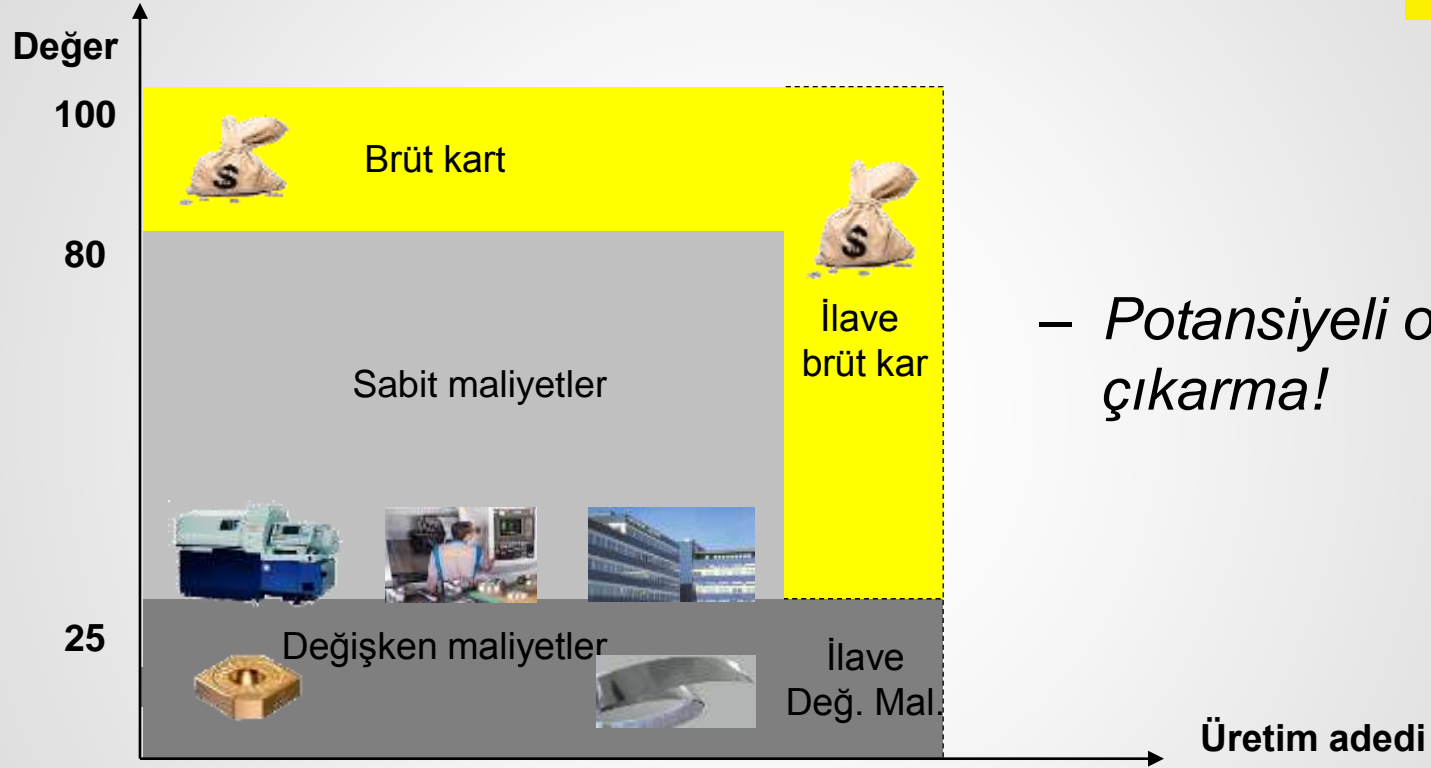 Değer
100
Brüt kart
80
İlave
brüt kar
Sabit maliyetler
– Potansiyeli
çıkarma!
25
Değişken maliyetler
İlave
Değ. Mal.
Üretim adedi
$
$